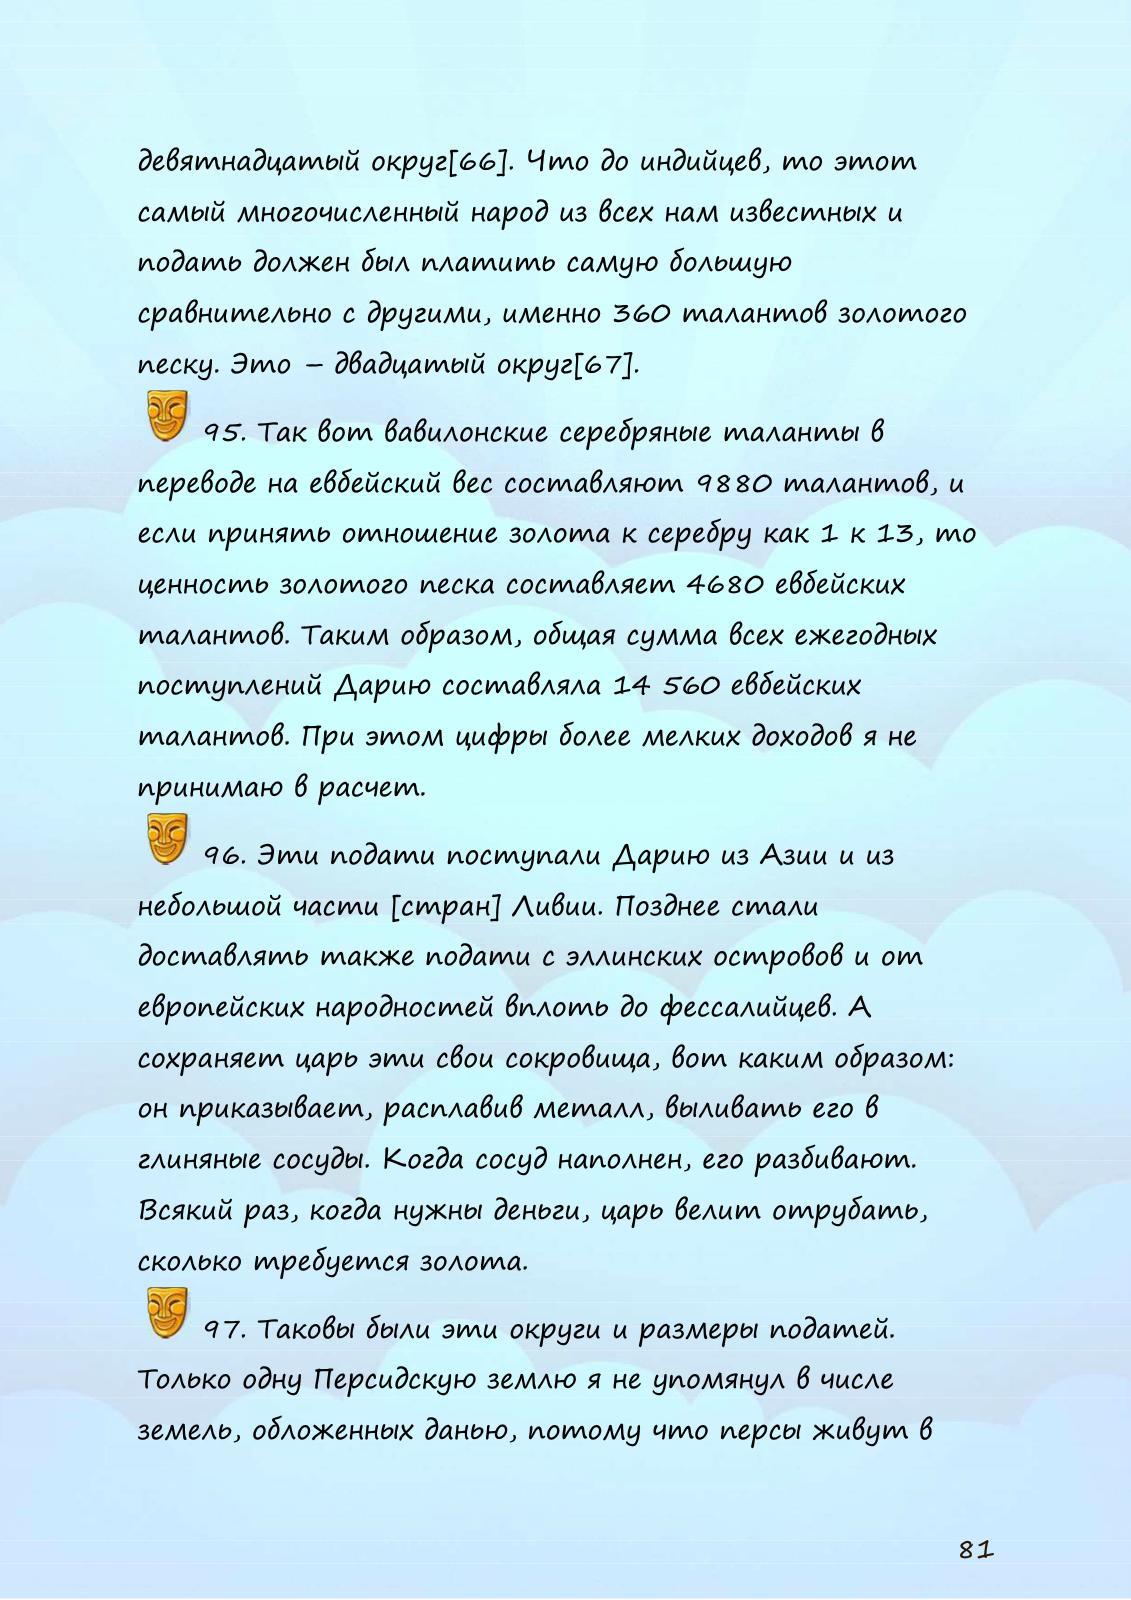 девятнадцатый округ[66]. Что до индийцев, то этот
самый многочисленный народ из всех нам известных и
подать должен был платить самую большую
сравнительно с другими, именно 360 талантов золотого
песку. Это – двадцатый округ[67].
95. Так вот вавилонские серебряные таланты в
переводе на евбейский вес составляют 9880 талантов, и
если принять отношение золота к серебру как 1 к 13, то
ценность золотого песка составляет 4680 евбейских
талантов. Таким образом, общая сумма всех ежегодных
поступлений Дарию составляла 14 560 евбейских
талантов. При этом цифры более мелких доходов я не
принимаю в расчет.
96. Эти подати поступали Дарию из Азии и из
небольшой части [стран] Ливии. Позднее стали
доставлять также подати с эллинских островов и от
европейских народностей вплоть до фессалийцев. А
сохраняет царь эти свои сокровища, вот каким образом:
он приказывает, расплавив металл, выливать его в
глиняные сосуды. Когда сосуд наполнен, его разбивают.
Всякий раз, когда нужны деньги, царь велит отрубать,
сколько требуется золота.
97. Таковы были эти округи и размеры податей.
Только одну Персидскую землю я не упомянул в числе
земель, обложенных данью, потому что персы живут в
81